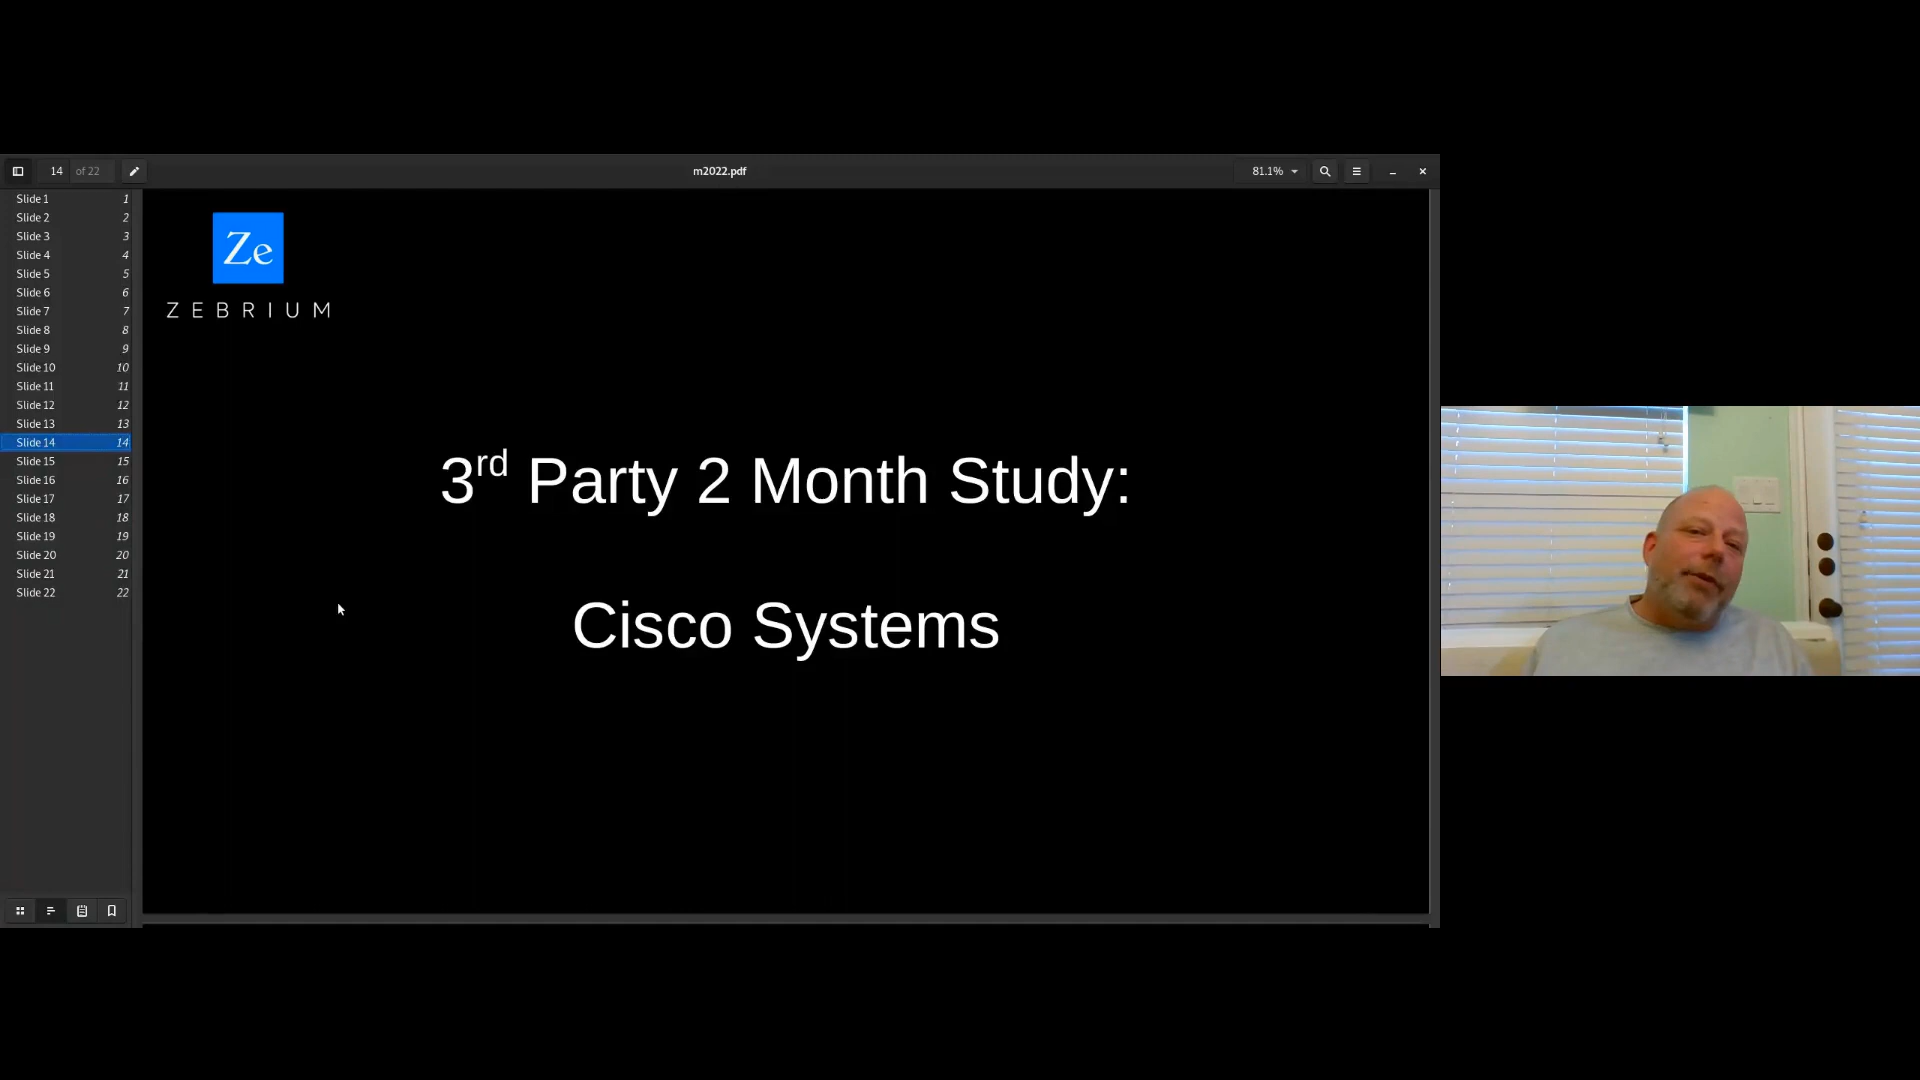 14 of 22
m2022.pdf
81.1%
Slide 1 1
Slide 2 2
Slide 3 3
Slide 4 4
Slide 5 5
Slide 6 6
Slide 7 7
Slide 8 8
Slide 9 9
Slide 10 10
Slide 11 11
Slide 12 12
Slide 13 13
Slide 14 14
Slide 15 15
Slide 16 16
Slide 17 17
Slide 18 18
Slide 19 19
Slide 20 20
Slide 21 21
Slide 22 22
Ze
ZEBRIUM
3rd Party 2 Month Study:
Cisco Systems